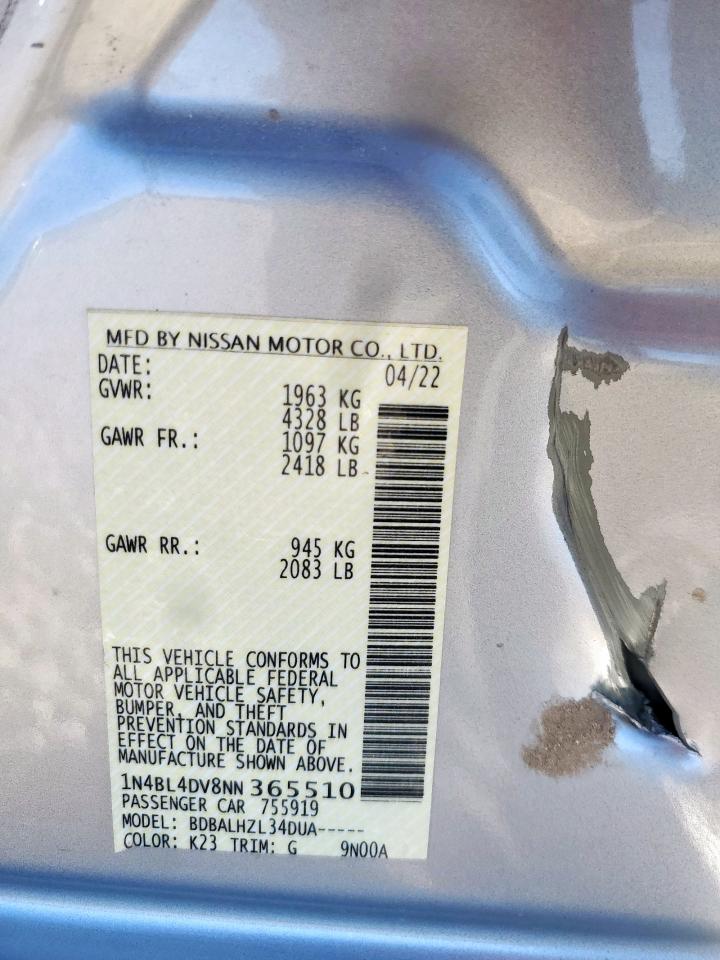 MFD BY NISSAN MOTOR CO., LTD.
DATE: 04/22
GVWR: 1963 KG
4328 LB
GAWR FR.: 1097 KG
2418 LB
GAWR RR.: 945 KG
2083 LB
THIS VEHICLE CONFORMS TO
ALL APPLICABLE FEDERAL
MOTOR VEHICLE SAFETY,
BUMPER, AND THEFT
PREVENTION STANDARDS IN
EFFECT ON THE DATE OF
MANUFACTURE SHOWN ABOVE.
1N4BL4DV8NN 365510
PASSENGER CAR 755919
MODEL: BDBALHZL34DUA-----
COLOR: K23 TRIM: G 9N00A